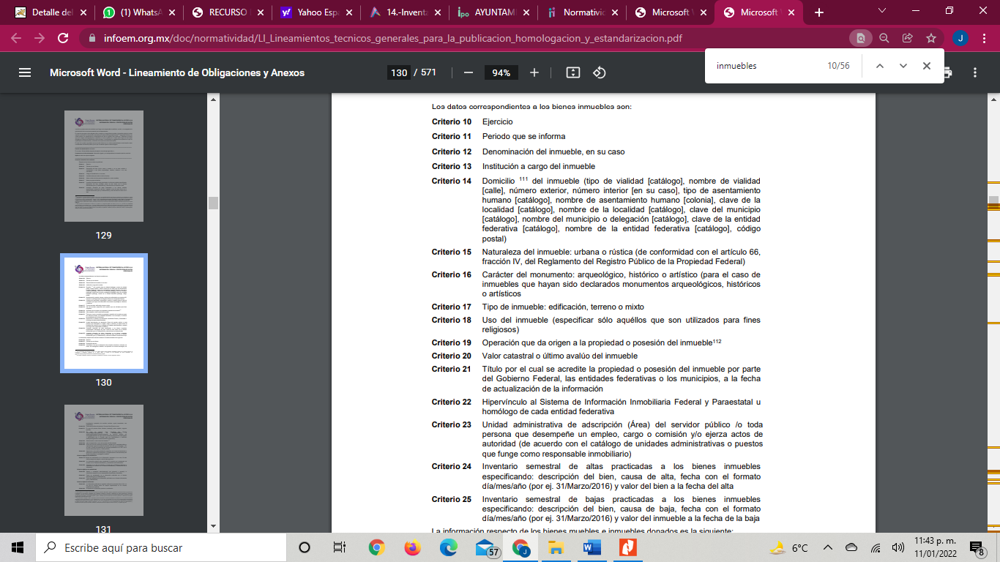 Detalle del
(1) WhatsA
RECURSO
Yahoo Espa
14.-Inventa
AYUNTAMI
Normativid
Microsoft V
Microsoft V
infoem.org.mx/doc/normatividad/LI_Lineamientos_tecnicos_generales_para_la_publicacion_homologacion_y_estandarizacion.pdf
J
inmuebles 10/56
Microsoft Word - Lineamiento de Obligaciones y Anexos
130 / 571
94%
129
130
131
Los datos correspondientes a los bienes inmuebles son:
Criterio 10 Ejercicio
Criterio 11 Periodo que se informa
Criterio 12 Denominación del inmueble, en su caso
Criterio 13 Institución a cargo del inmueble
Criterio 14 Domicilio 111 del inmueble (tipo de vialidad [catálogo], nombre de vialidad
[calle], número exterior, número interior [en su caso], tipo de asentamiento
humano [catálogo], nombre de asentamiento humano [colonia], clave de la
localidad [catálogo], nombre de la localidad [catálogo], clave del municipio
[catálogo], nombre del municipio o delegación [catálogo], clave de la entidad
federativa [catálogo], nombre de la entidad federativa [catálogo], código
postal)
Criterio 15 Naturaleza del inmueble: urbana o rústica (de conformidad con el artículo 66,
fracción IV, del Reglamento del Registro Público de la Propiedad Federal)
Criterio 16 Carácter del monumento: arqueológico, histórico o artístico (para el caso de
inmuebles que hayan sido declarados monumentos arqueológicos, históricos
o artísticos
Criterio 17 Tipo de inmueble: edificación, terreno o mixto
Criterio 18 Uso del inmueble (especificar sólo aquéllos que son utilizados para fines
religiosos)
Criterio 19 Operación que da origen a la propiedad o posesión del inmueble112
Criterio 20 Valor catastral o último avalúo del inmueble
Criterio 21 Título por el cual se acredite la propiedad o posesión del inmueble por parte
del Gobierno Federal, las entidades federativas o los municipios, a la fecha
de actualización de la información
Criterio 22 Hipervínculo al Sistema de Información Inmobiliaria Federal y Paraestatal u
homólogo de cada entidad federativa
Criterio 23 Unidad administrativa de adscripción (Área) del servidor público /o toda
persona que desempeñe un empleo, cargo o comisión y/o ejerza actos de
autoridad (de acuerdo con el catálogo de unidades administrativas o puestos
que funge como responsable inmobiliario)
Criterio 24 Inventario semestral de altas practicadas a los bienes inmuebles
especificando: descripción del bien, causa de alta, fecha con el formato
día/mes/año (por ej. 31/Marzo/2016) y valor del bien a la fecha del alta
Criterio 25 Inventario semestral de bajas practicadas a los bienes inmuebles
especificando: descripción del bien, causa de baja, fecha con el formato
día/mes/año (por ej. 31/Marzo/2016) y valor del inmueble a la fecha de la baja
La información respecto de los bienes muebles e inmuebles donados es la siguiente:
Escribe aquí para buscar
57
J
6°C
11:43 p. m.
11/01/2022
8